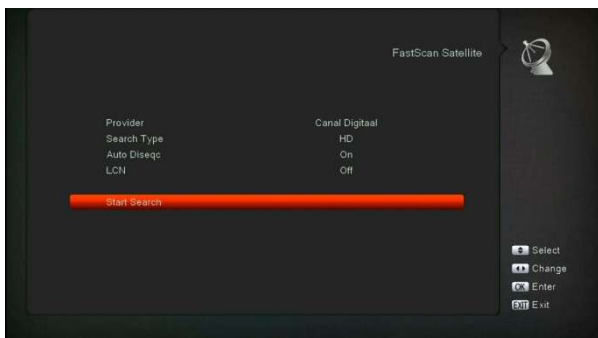 FastScan Satellite
Provider Canal Digitaal
Search Type HD
Auto Diseqc On
LCN Off
Start Search
Select
Change
OK Enter
EXIT Exit